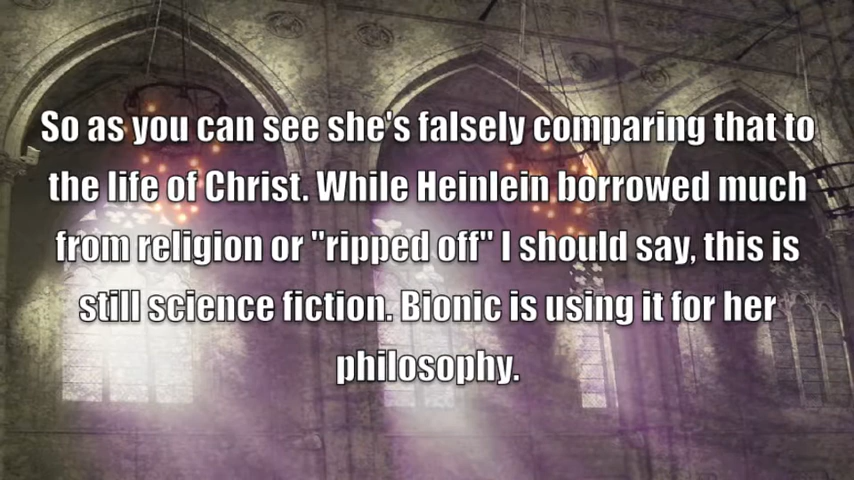 So as you can see she's falsely comparing that to
the life of Christ. While Heinlein borrowed much
from religion or "ripped off" I should say, this is
still science fiction. Bionic is using it for her
philosophy.